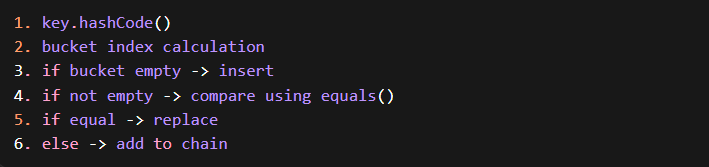 1. key.hashCode()
2. bucket index calculation
3. if bucket empty -> insert
4. if not empty -> compare using equals()
5. if equal -> replace
6. else -> add to chain